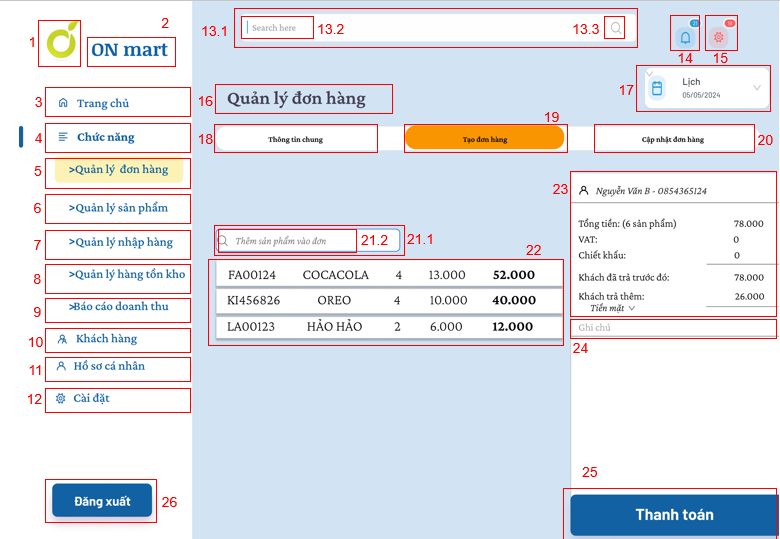 1
2
ON mart
13.1
Search here
13.2
13.3
21
14
18
15
17
Lịch
05/05/2024
3
Trang chủ
16
Quản lý đơn hàng
4
Chức năng
18
Thông tin chung
19
Tạo đơn hàng
Cập nhật đơn hàng
20
5
>Quản lý đơn hàng
6
>Quản lý sản phẩm
7
>Quản lý nhập hàng
8
>Quản lý hàng tồn kho
9
>Báo cáo doanh thu
10
Khách hàng
11
Hồ sơ cá nhân
12
Cài đặt
Đăng xuất
26
Thêm sản phẩm vào đơn
21.2
21.1
22
FA00124 COCACOLA 4 13.000 52.000
KI456826 OREO 4 10.000 40.000
LA00123 HẢO HẢO 2 6.000 12.000
23
Nguyễn Văn B - 0854365124
Tổng tiền: (6 sản phẩm) 78.000
VAT: 0
Chiết khấu: 0
Khách đã trả trước đó: 78.000
Khách trả thêm: 26.000
Tiền mặt
Ghi chú
24
25
Thanh toán